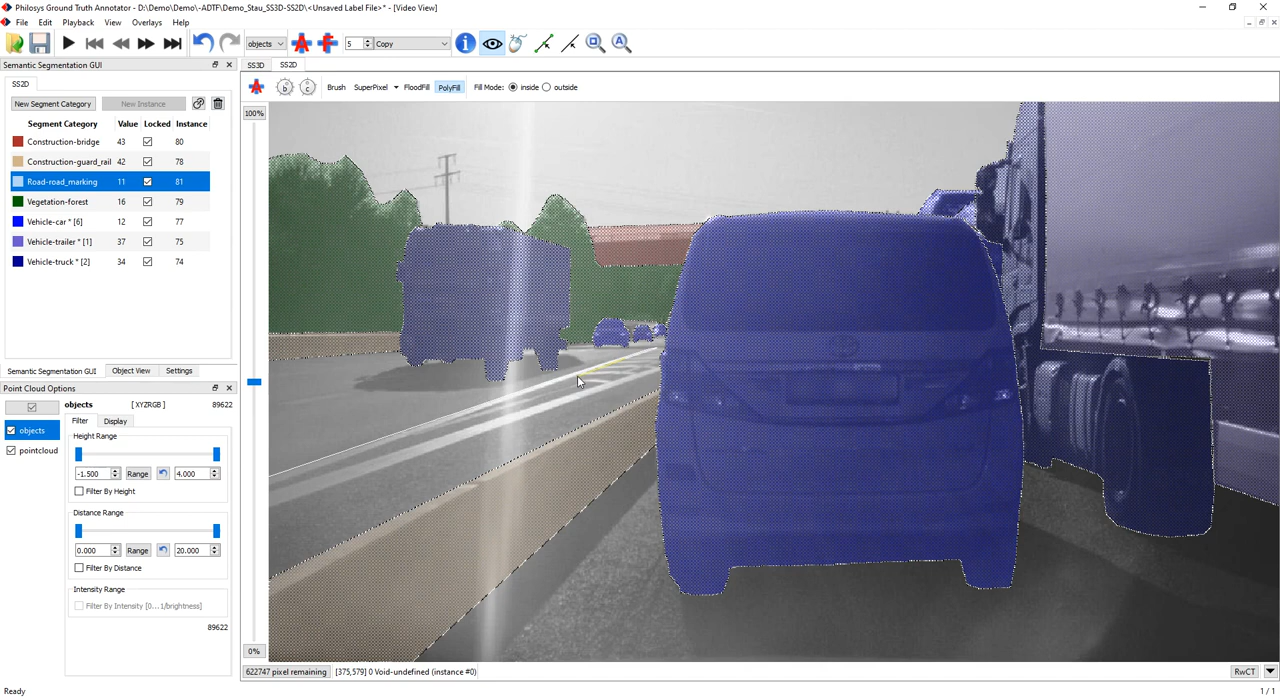 Philosys Ground Truth Annotator - D:\Demo\Demo\~ADTF\Demo_Stau_SS3D-SS2D\<Unsaved Label File>* - [Video View]
File Edit Playback View Overlays Help
objects 5 Copy
Semantic Segmentation GUI
SS2D
New Segment Category New Instance
Segment Category Value Locked Instance
Construction-bridge 43 80
Construction-guard_rail 42 78
Road-road_marking 11 81
Vegetation-forest 16 79
Vehicle-car * [6] 12 77
Vehicle-trailer * [1] 37 75
Vehicle-truck * [2] 34 74
Semantic Segmentation GUI Object View Settings
Point Cloud Options
objects [ XYZRGB ] 89622
objects
pointcloud
Filter Display
Height Range
-1.500 Range 4.000
Filter By Height
Distance Range
0.000 Range 20.000
Filter By Distance
Intensity Range
Filter By Intensity [0...1/brightness]
89622
SS3D SS2D
b c Brush SuperPixel FloodFill PolyFill Fill Mode: inside outside
100%
0%
622747 pixel remaining [375,579] 0 Void-undefined (instance #0) RwCT
Ready 1 / 1